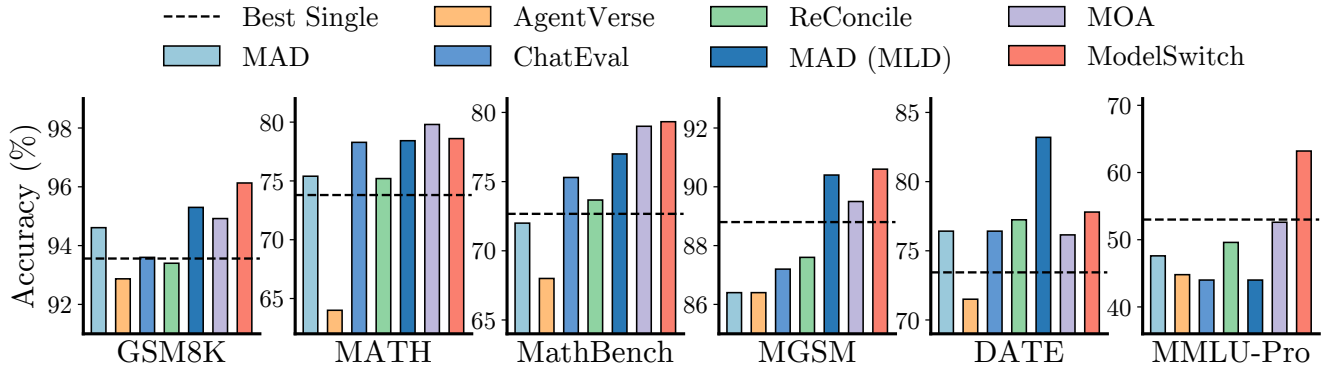 Best Single AgentVerse ReConcile MOA
MAD ChatEval MAD (MLD) ModelSwitch
Accuracy (%)
98
96
94
92
GSM8K
80
75
70
65
MATH
80
75
70
65
MathBench
92
90
88
86
MGSM
85
80
75
70
DATE
70
60
50
40
MMLU-Pro